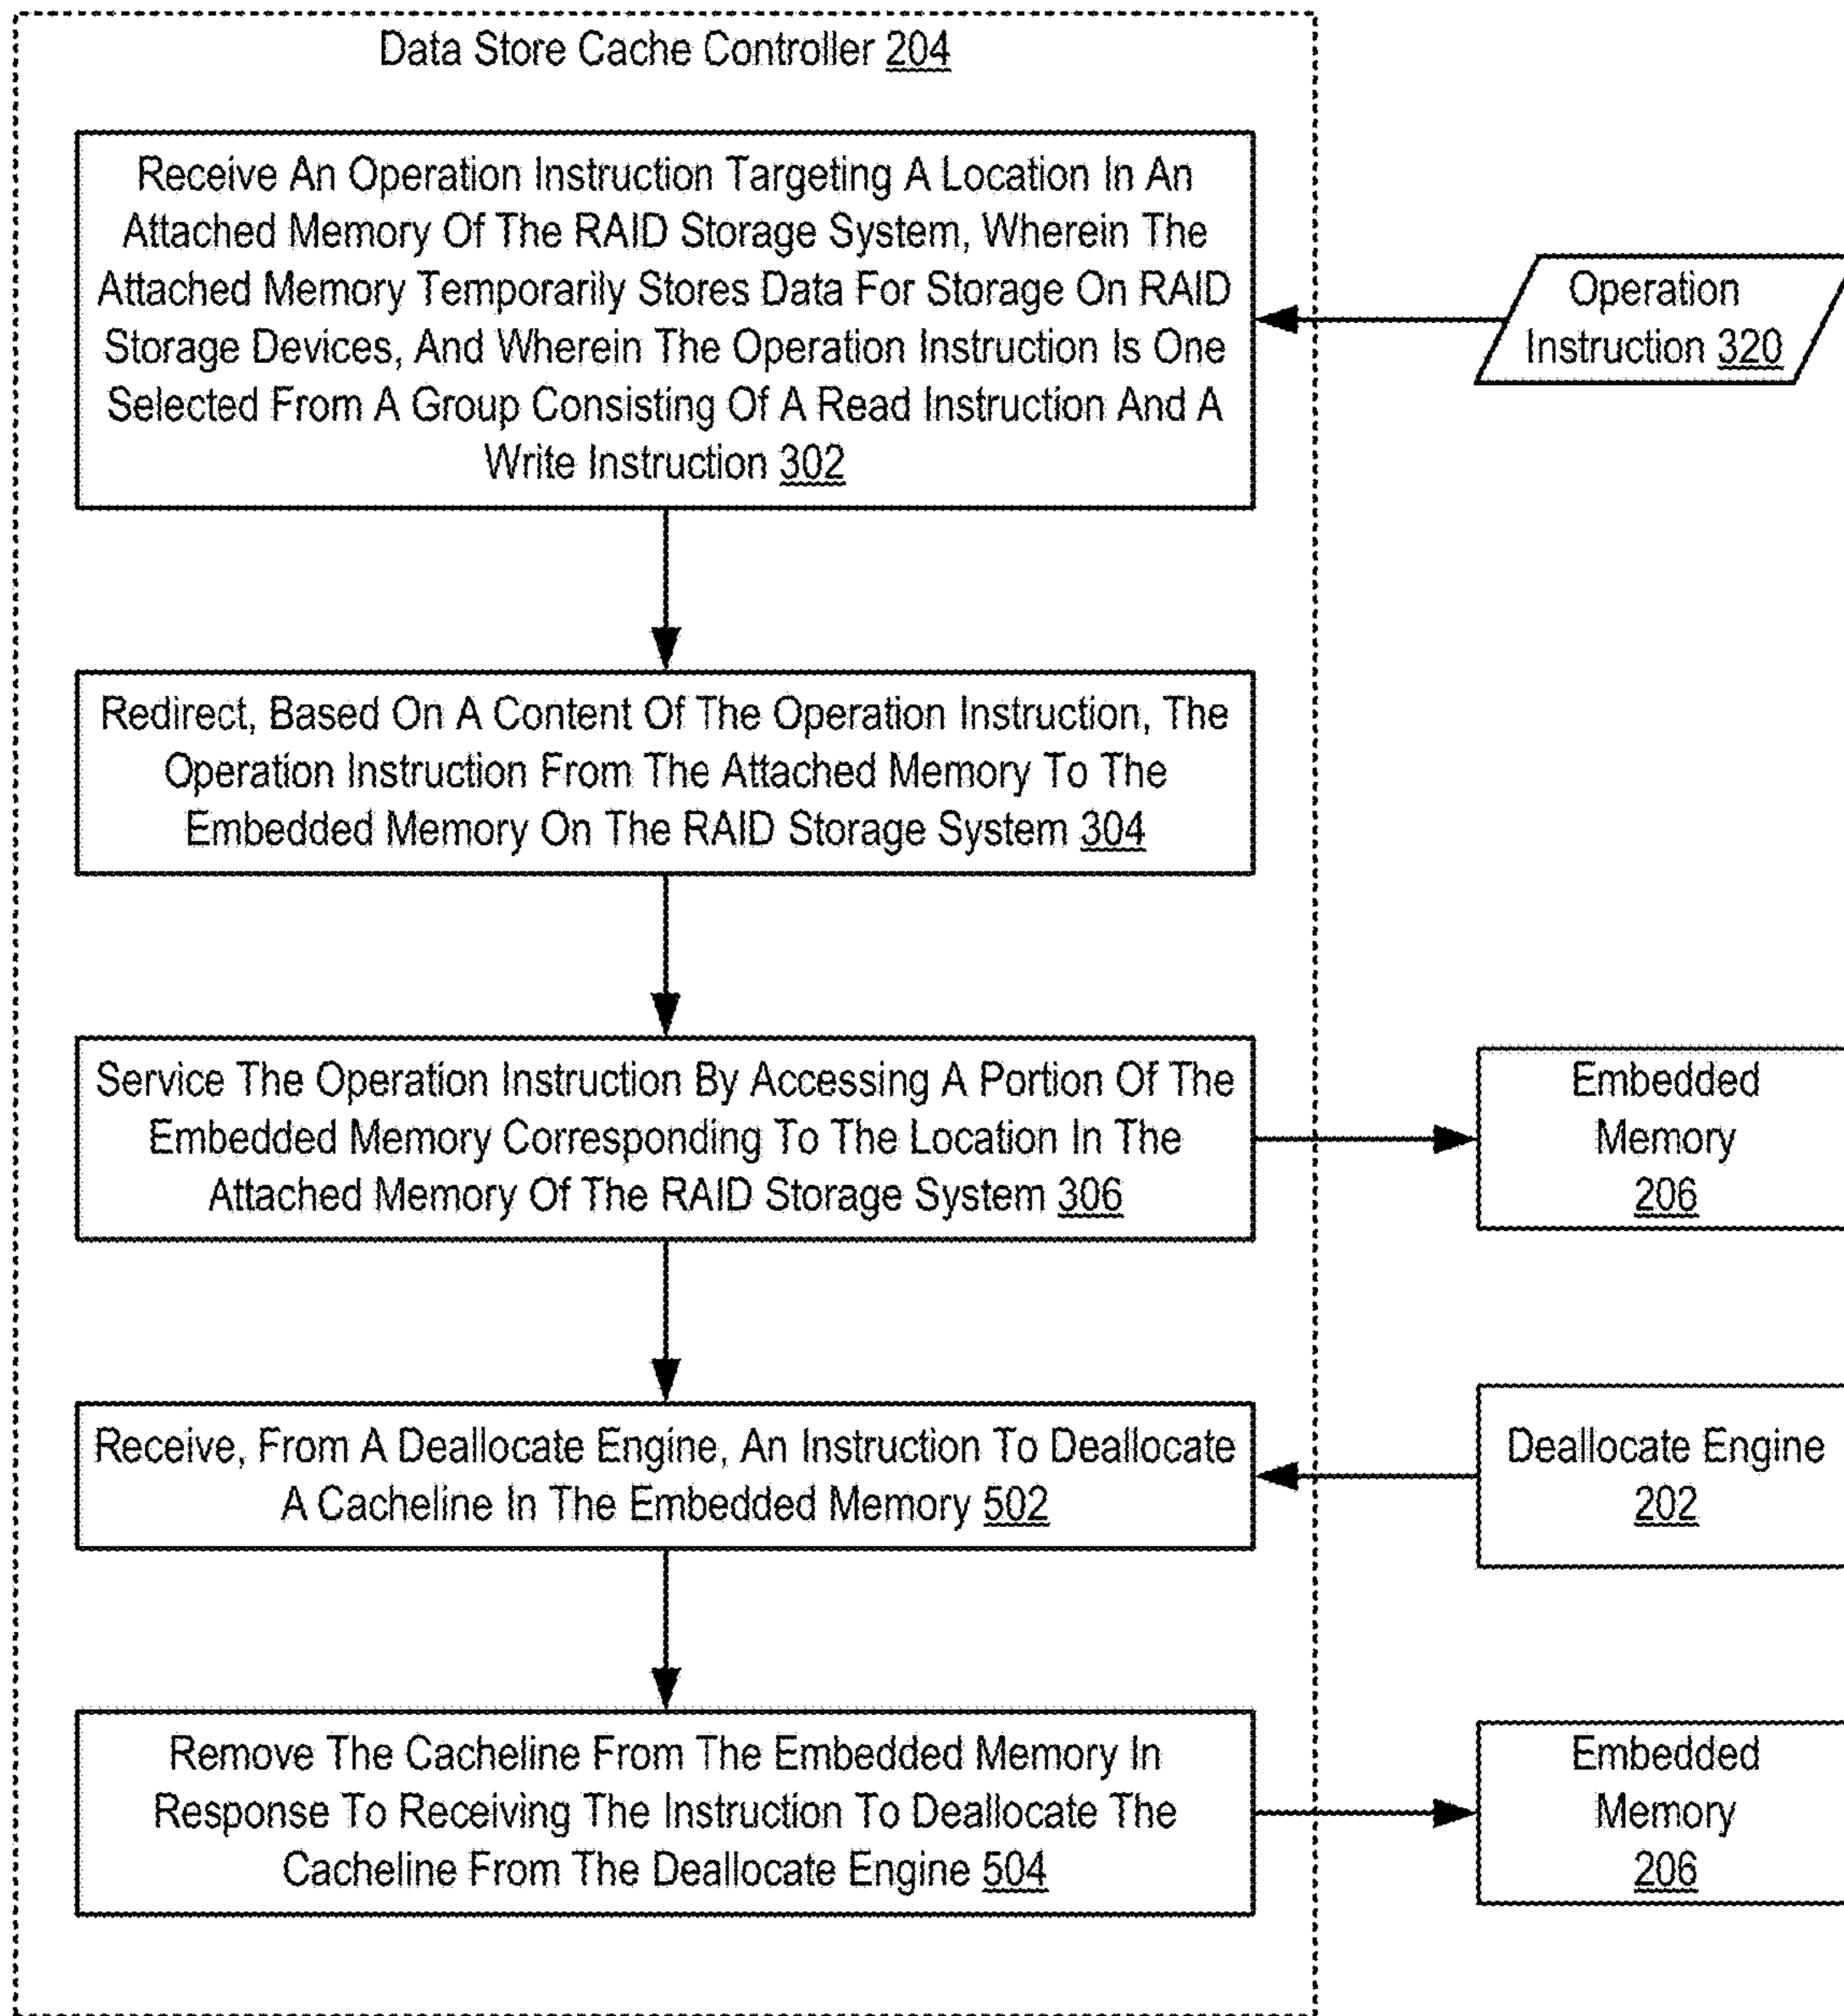 Data Store Cache Controller 204
Receive An Operation Instruction Targeting A Location In An
Attached Memory Of The RAID Storage System, Wherein The
Attached Memory Temporarily Stores Data For Storage On RAID
Storage Devices, And Wherein The Operation Instruction Is One
Selected From A Group Consisting Of A Read Instruction And A
Write Instruction 302
Operation
Instruction 320
Redirect, Based On A Content Of The Operation Instruction, The
Operation Instruction From The Attached Memory To The
Embedded Memory On The RAID Storage System 304
Service The Operation Instruction By Accessing A Portion Of The
Embedded Memory Corresponding To The Location In The
Attached Memory Of The RAID Storage System 306
Embedded
Memory
206
Receive, From A Deallocate Engine, An Instruction To Deallocate
A Cacheline In The Embedded Memory 502
Deallocate Engine
202
Remove The Cacheline From The Embedded Memory In
Response To Receiving The Instruction To Deallocate The
Cacheline From The Deallocate Engine 504
Embedded
Memory
206